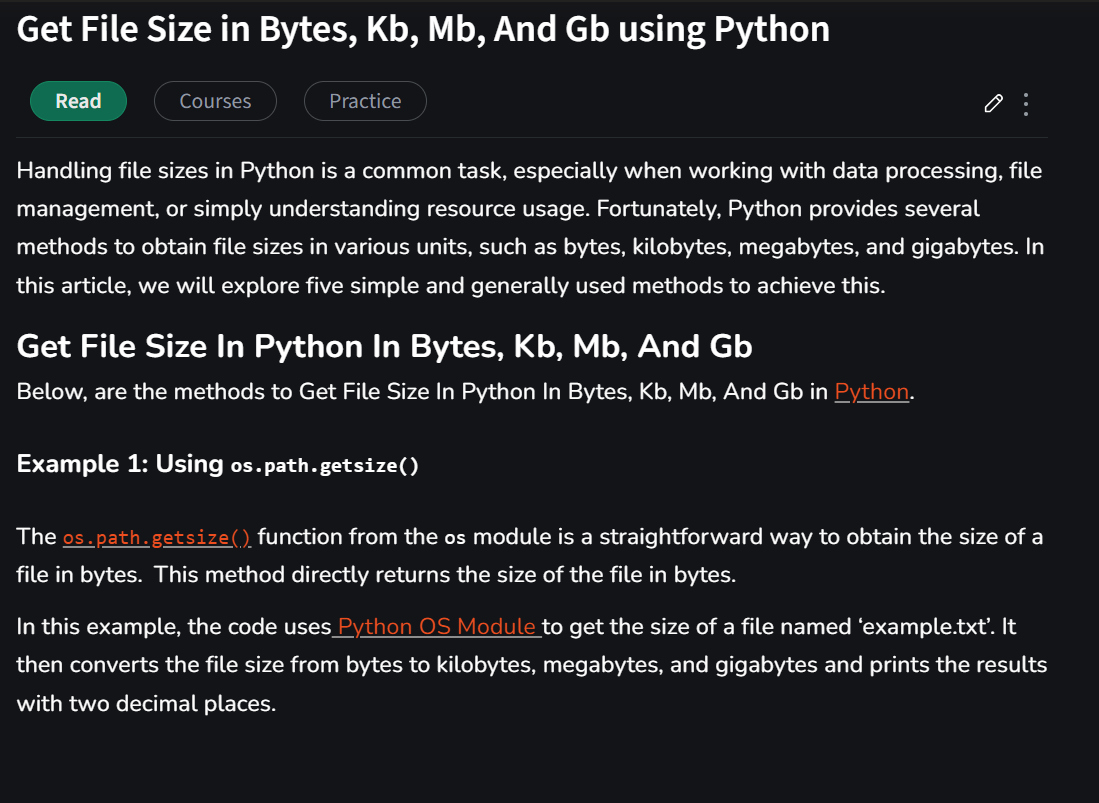 Get File Size in Bytes, Kb, Mb, And Gb using Python
Read
Courses
Practice
Handling file sizes in Python is a common task, especially when working with data processing, file
management, or simply understanding resource usage. Fortunately, Python provides several
methods to obtain file sizes in various units, such as bytes, kilobytes, megabytes, and gigabytes. In
this article, we will explore five simple and generally used methods to achieve this.
Get File Size In Python In Bytes, Kb, Mb, And Gb
Below, are the methods to Get File Size In Python In Bytes, Kb, Mb, And Gb in Python.
Example 1: Using os.path.getsize()
The os.path.getsize() function from the os module is a straightforward way to obtain the size of a
file in bytes.  This method directly returns the size of the file in bytes.
In this example, the code uses Python OS Module to get the size of a file named ‘example.txt’. It
then converts the file size from bytes to kilobytes, megabytes, and gigabytes and prints the results
with two decimal places.